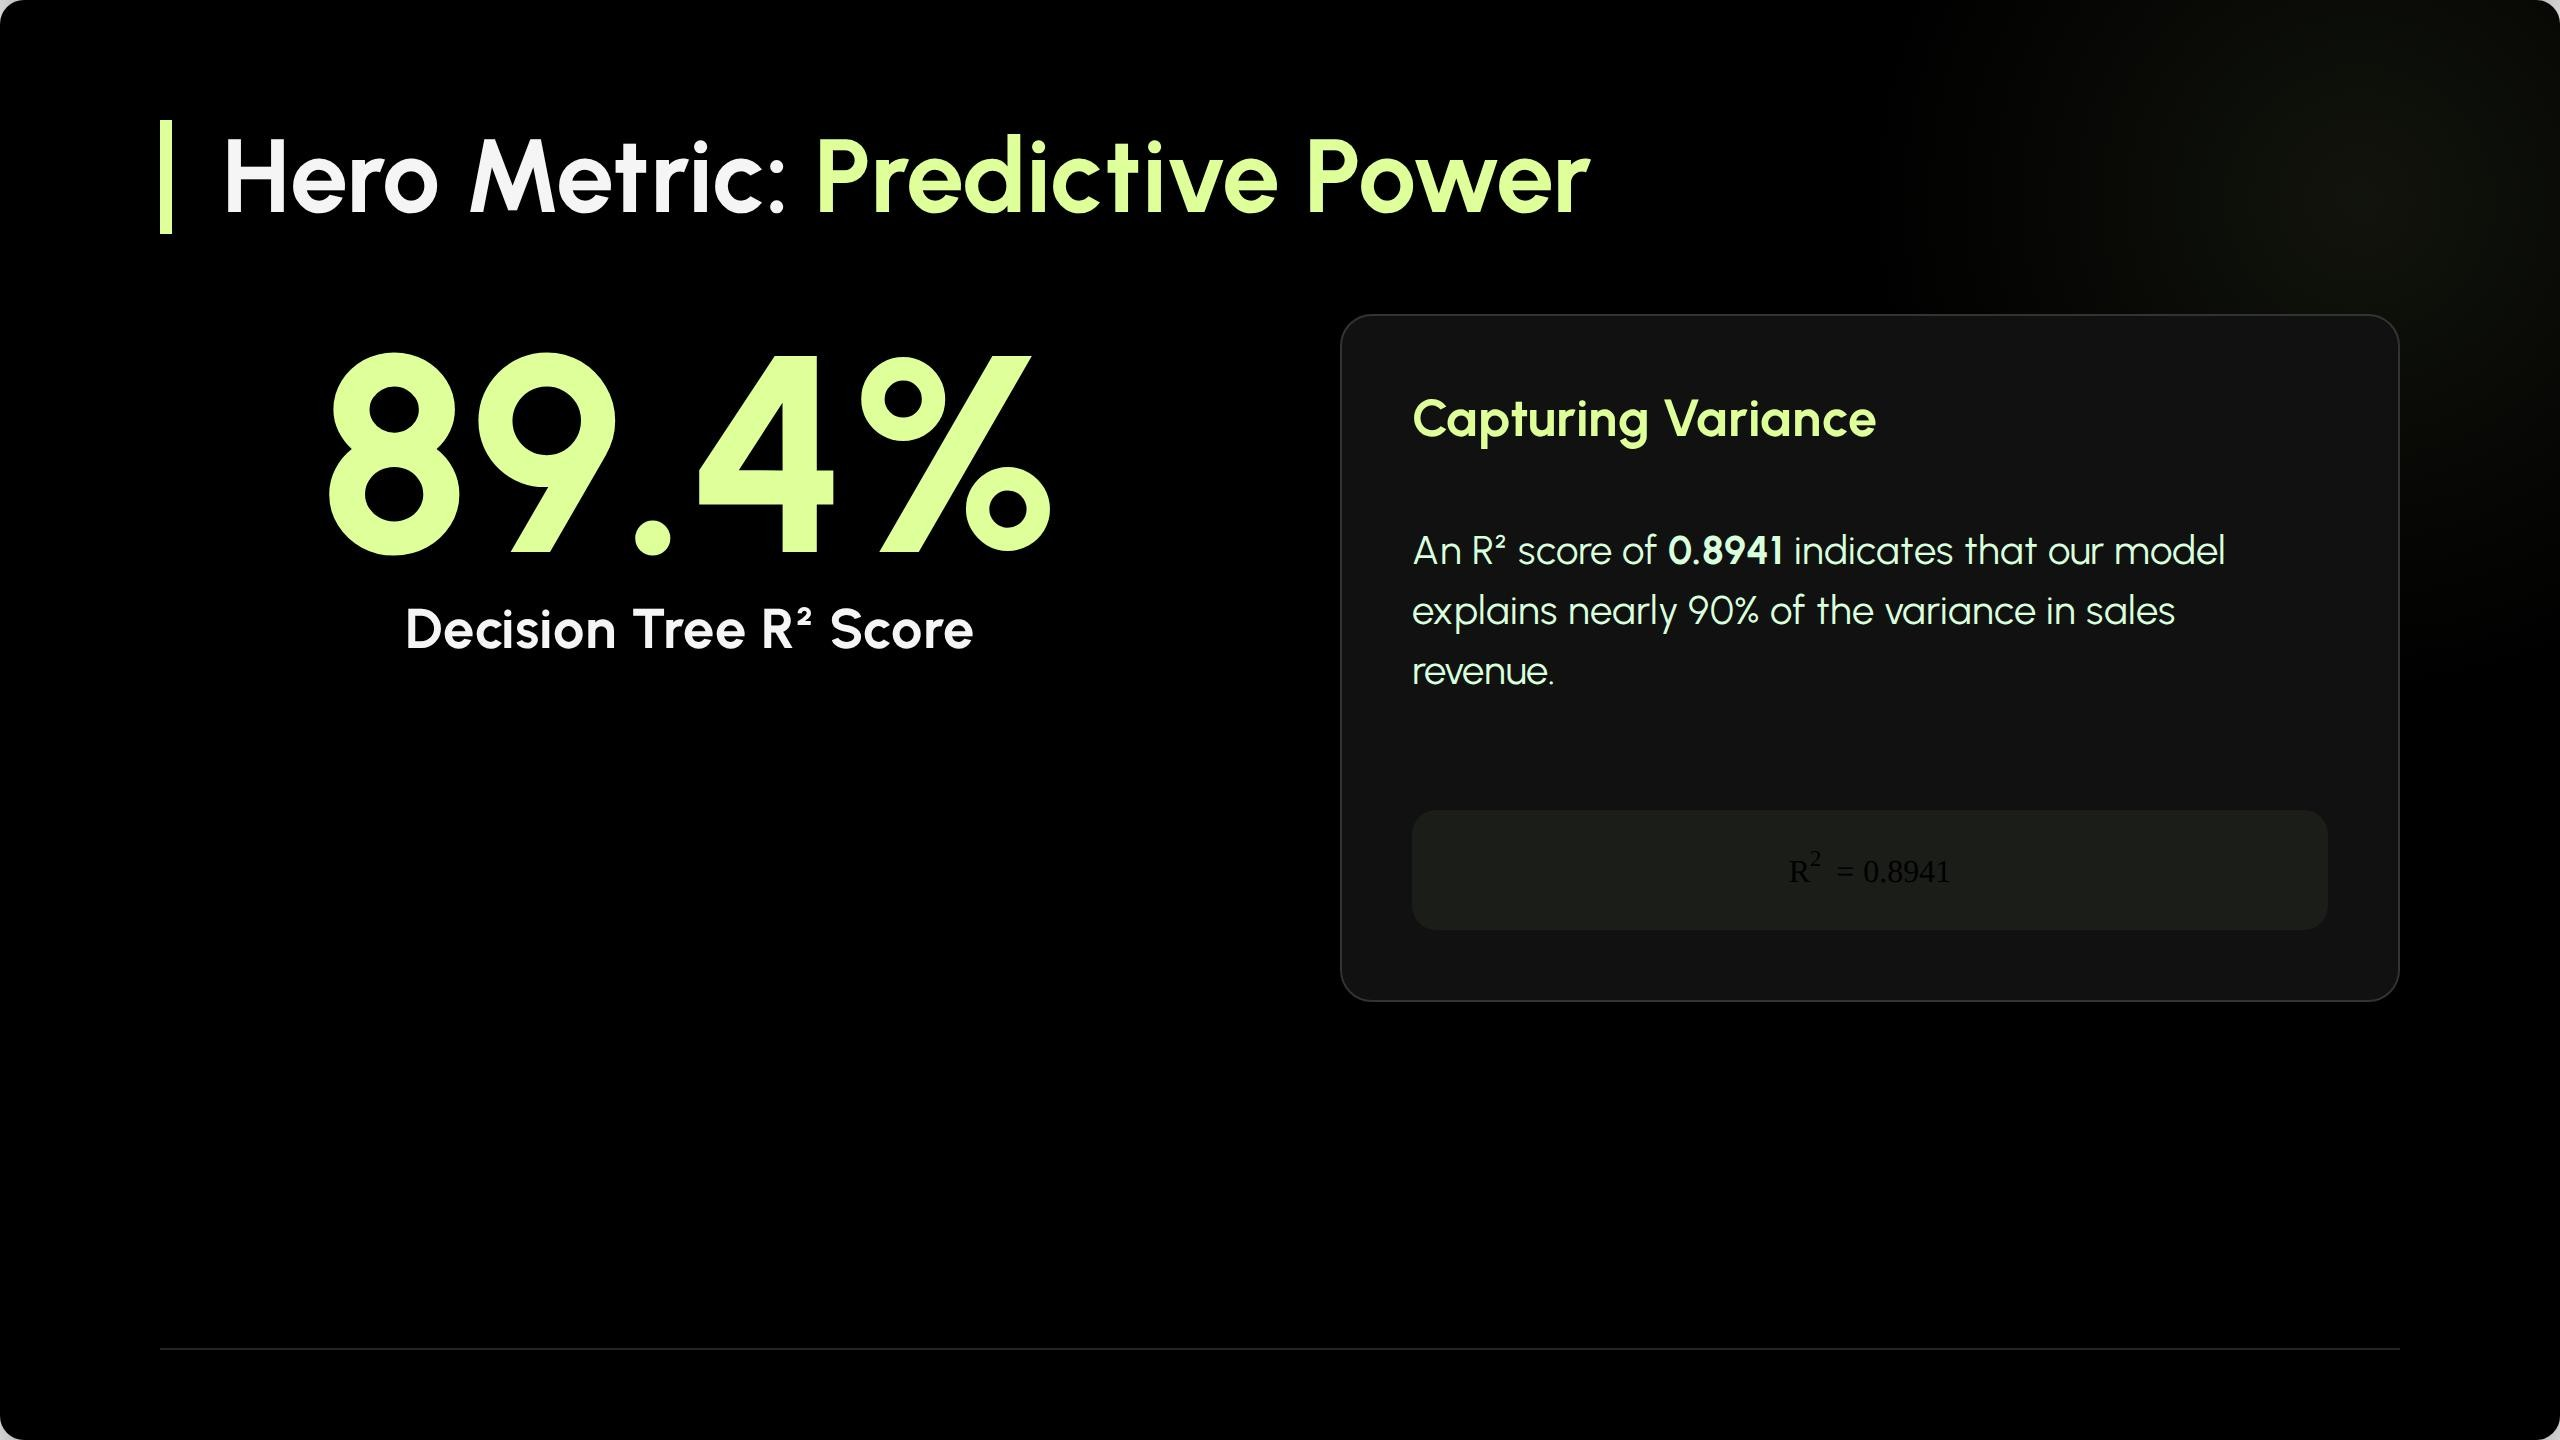 Hero Metric: Predictive Power
89.4%
Decision Tree R² Score
Capturing Variance
An R² score of 0.8941 indicates that our model
explains nearly 90% of the variance in sales
revenue.
R² = 0.8941